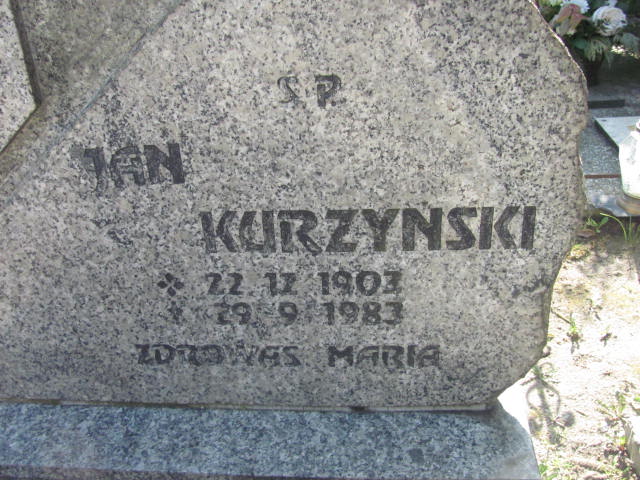 S.P.
JAN
KURZYNSKI
22 12 1903
29 9 1983
ZDROWAS MARIA